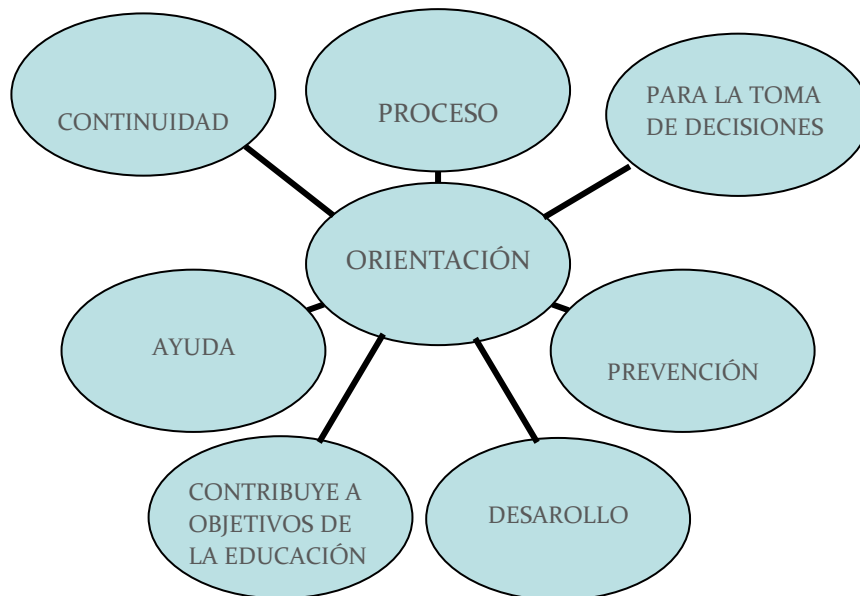 CONTINUIDAD
PROCESO
PARA LA TOMA
DE DECISIONES
ORIENTACIÓN
AYUDA
PREVENCIÓN
CONTRIBUYE A
OBJETIVOS DE
LA EDUCACIÓN
DESAROLLO